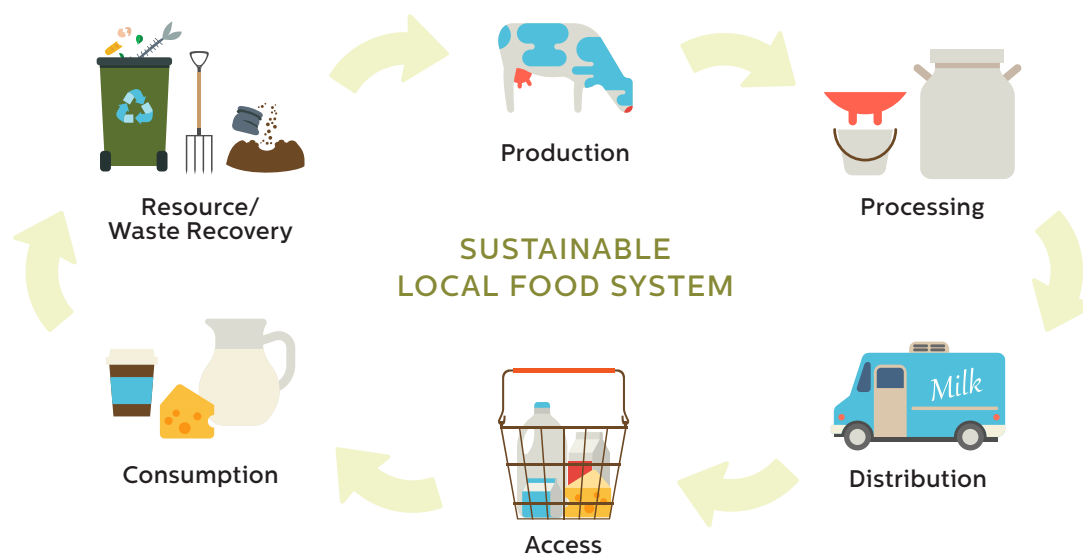 SUSTAINABLE
LOCAL FOOD SYSTEM
Production
Processing
Milk
Distribution
Access
Consumption
Resource/
Waste Recovery